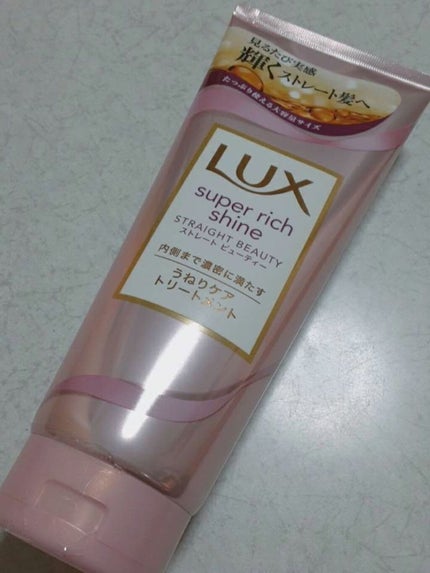 見るたび実感
輝くストレート髪へ
たっぷり使える大容量サイズ
LUX
super rich
shine
STRAIGHT BEAUTY
ストレート ビューティー
内側まで濃密に満たす
うねりケア
トリートメント